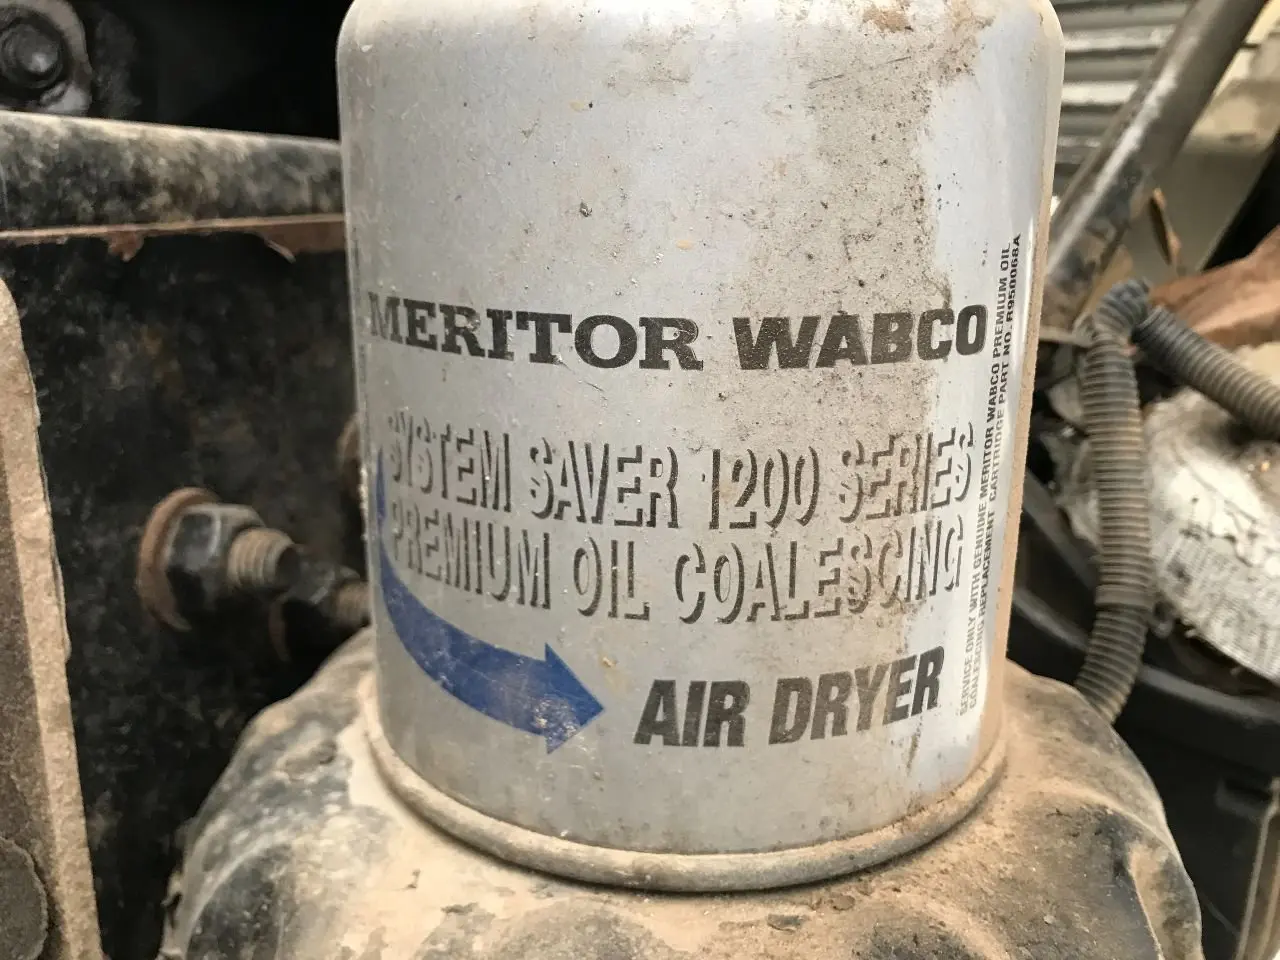 MERITOR WABCO
SYSTEM SAVER 1200 SERIES
PREMIUM OIL COALESCING
AIR DRYER
SERVICE ONLY WITH GENUINE MERITOR WABCO PREMIUM OIL
COALESCING REPLACEMENT CARTRIDGE PART NO. R950068A